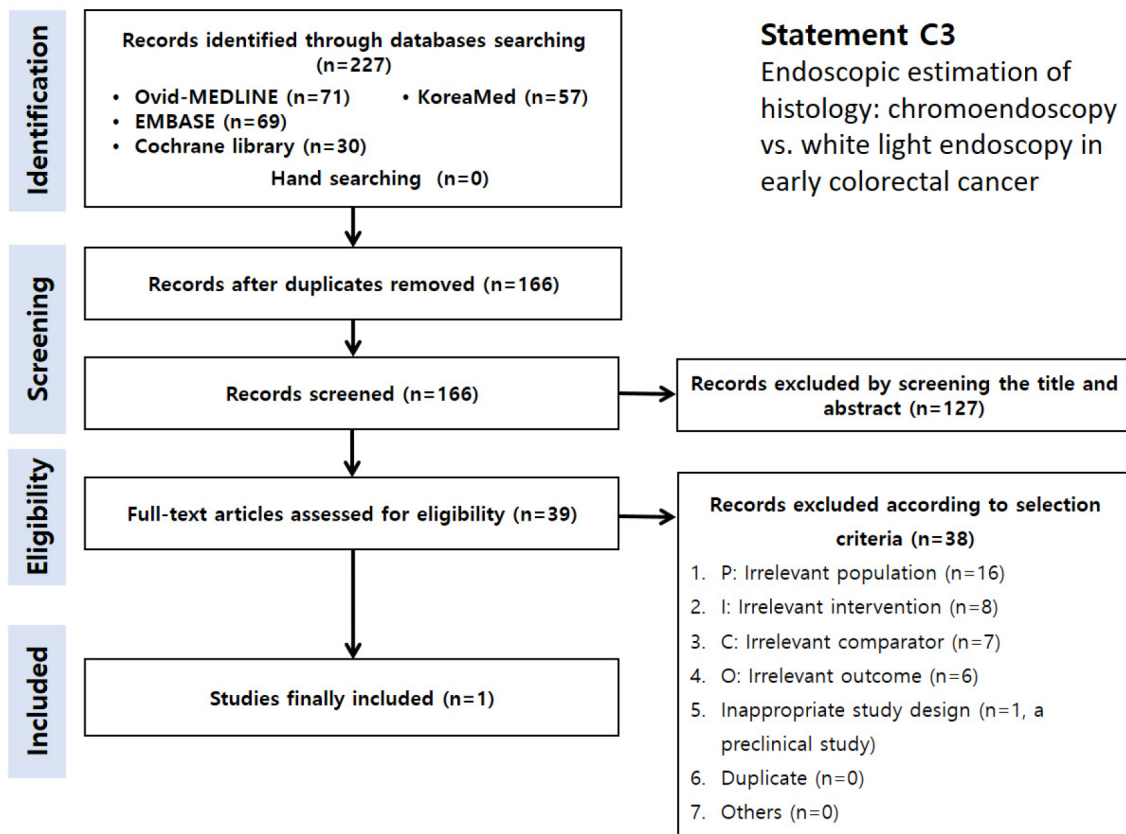 Identification
Records identified through databases searching
(n=227)
• Ovid-MEDLINE (n=71) • KoreaMed (n=57)
• EMBASE (n=69)
• Cochrane library (n=30)
Hand searching (n=0)
Statement C3
Endoscopic estimation of
histology: chromoendoscopy
vs. white light endoscopy in
early colorectal cancer
Screening
Records after duplicates removed (n=166)
Records screened (n=166)
Records excluded by screening the title and
abstract (n=127)
Eligibility
Full-text articles assessed for eligibility (n=39)
Records excluded according to selection
criteria (n=38)
1. P: Irrelevant population (n=16)
2. I: Irrelevant intervention (n=8)
3. C: Irrelevant comparator (n=7)
4. O: Irrelevant outcome (n=6)
5. Inappropriate study design (n=1, a
preclinical study)
6. Duplicate (n=0)
7. Others (n=0)
Included
Studies finally included (n=1)